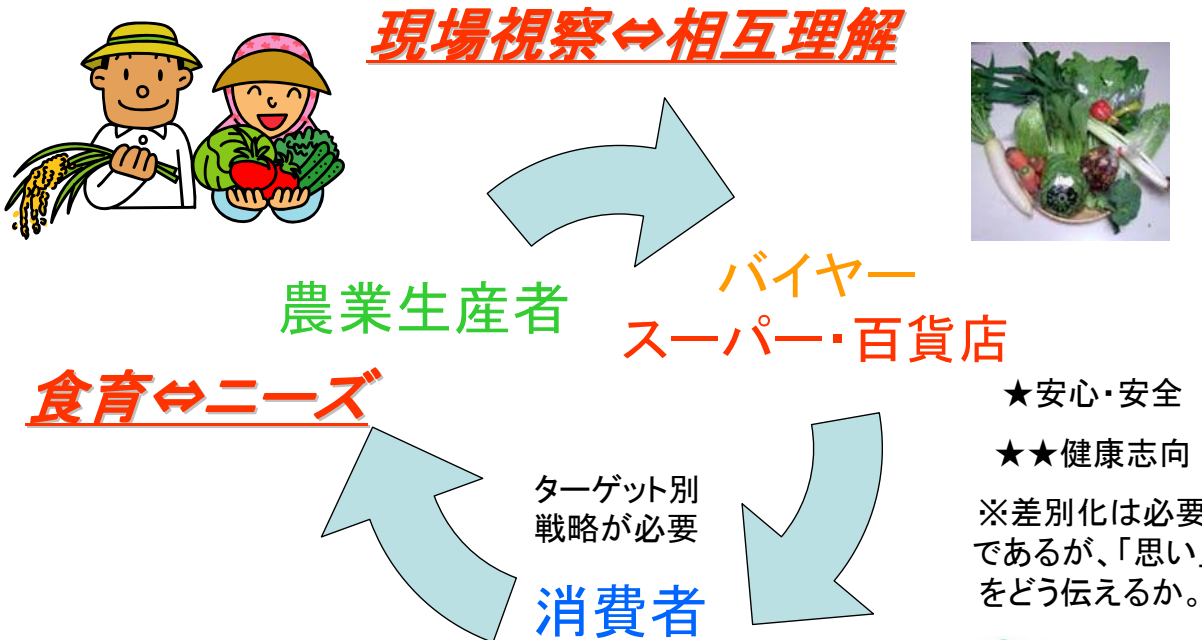 現場視察⇔相互理解
農業生産者
バイヤー
スーパー・百貨店
食育⇔ニーズ
★安心・安全
★★健康志向
※差別化は必要
であるが、「思い」
をどう伝えるか。
ターゲット別
戦略が必要
消費者